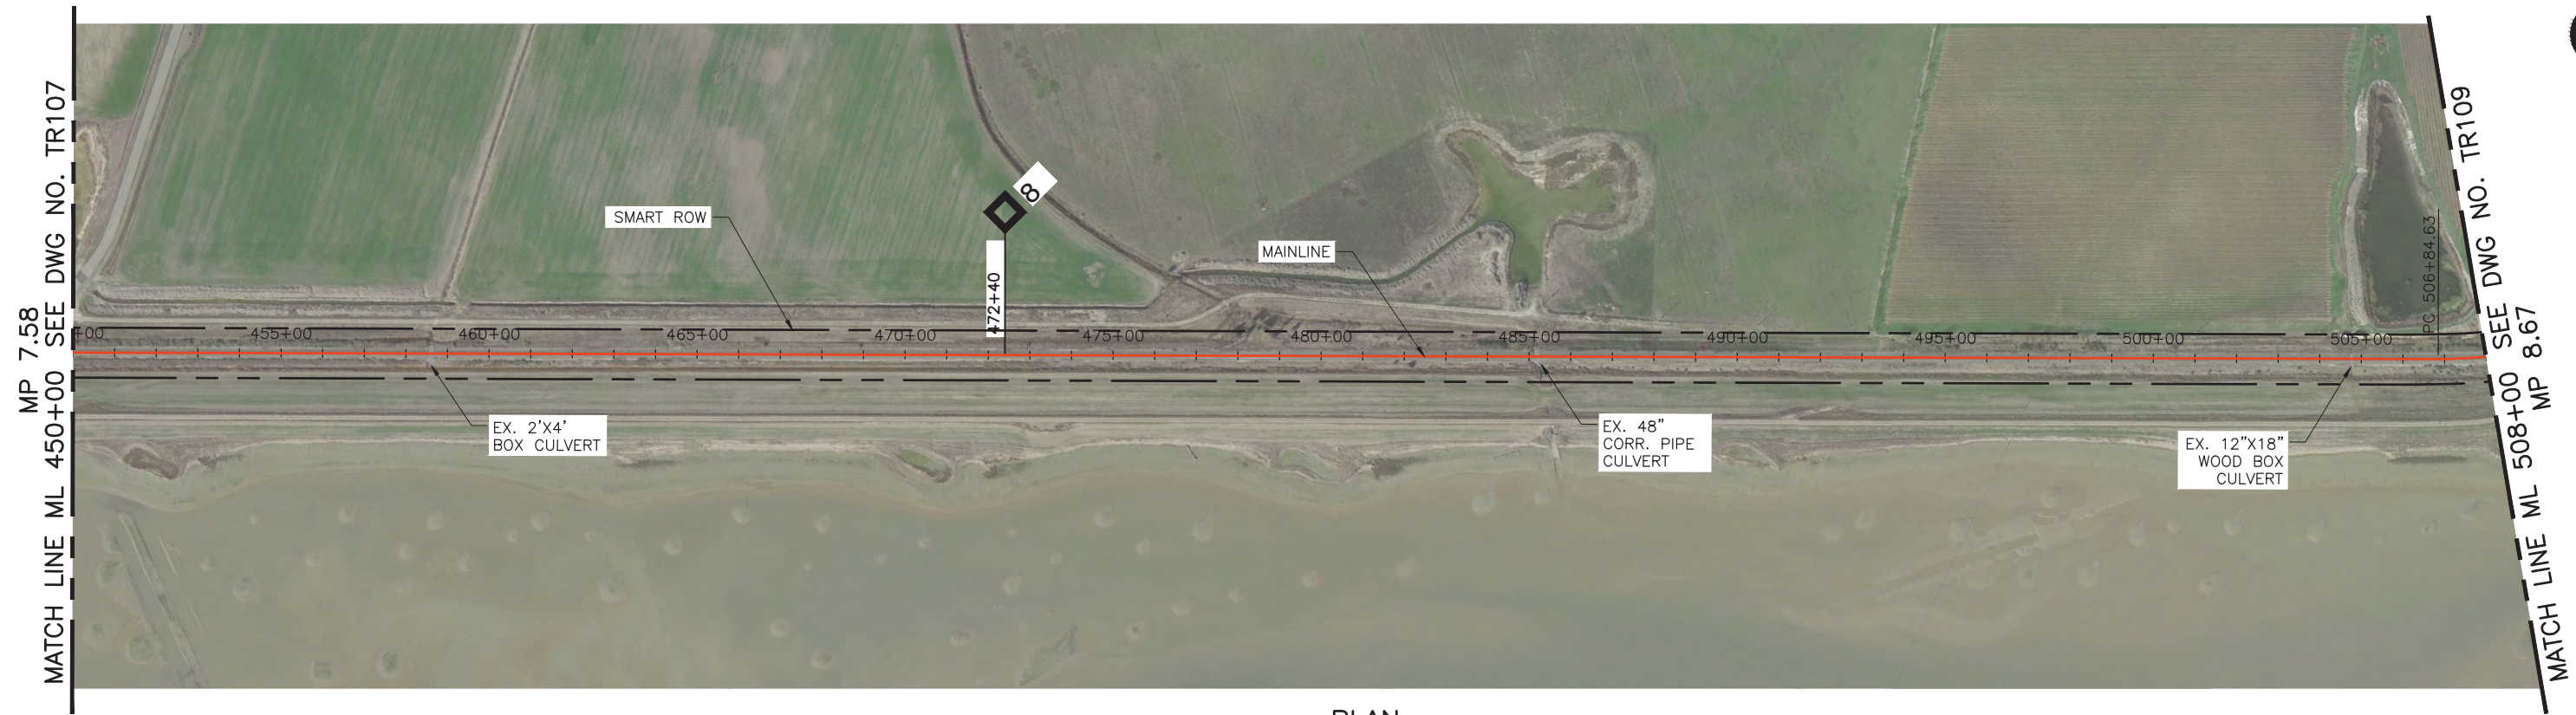 MP 7.58
MATCH LINE ML 450+00 SEE DWG NO. TR107
SMART ROW
8
472+40
MAINLINE
+00
455+00
460+00
465+00
470+00
475+00
480+00
485+00
490+00
495+00
500+00
505+00
PC 506+84.63
EX. 2'X4'
BOX CULVERT
EX. 48"
CORR. PIPE
CULVERT
EX. 12"X18"
WOOD BOX
CULVERT
MATCH LINE ML 508+00 SEE DWG NO. TR109
MP 8.67
PLAN